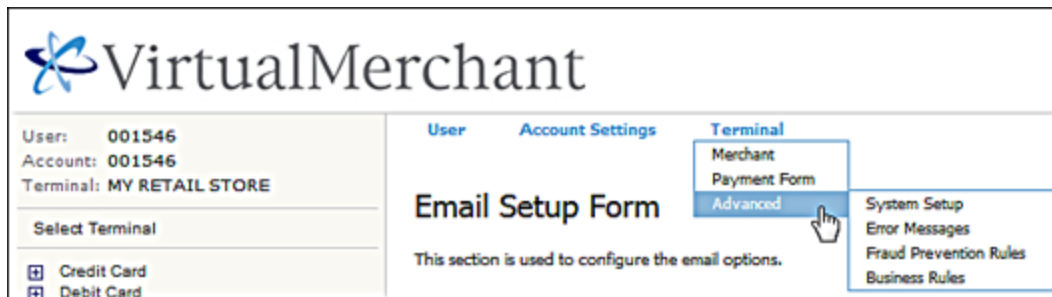 VirtualMerchant
User: 001546
Account: 001546
Terminal: MY RETAIL STORE
Select Terminal
Credit Card
Debit Card
User Account Settings Terminal
Merchant
Payment Form
Advanced
System Setup
Error Messages
Fraud Prevention Rules
Business Rules
Email Setup Form
This section is used to configure the email options.